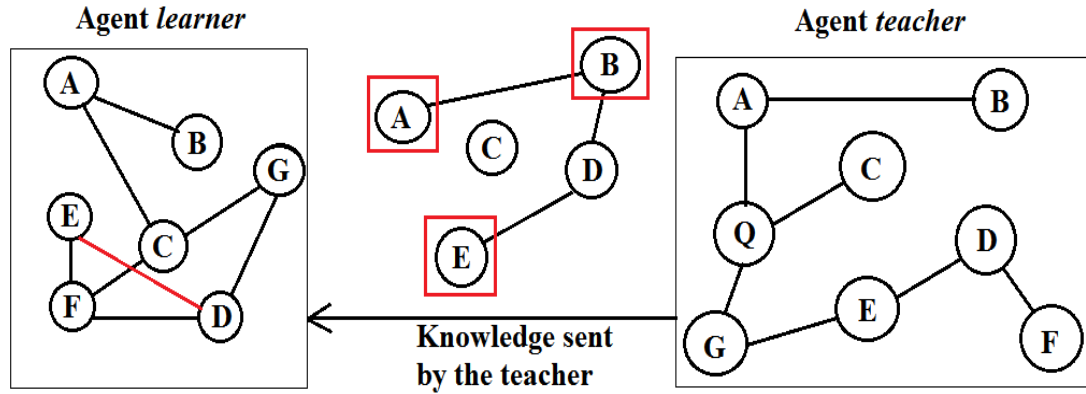 Agent learner
A
B
G
E
C
F
D
B
A
C
D
E
Knowledge sent
by the teacher
Agent teacher
A
B
C
Q
D
E
G
F